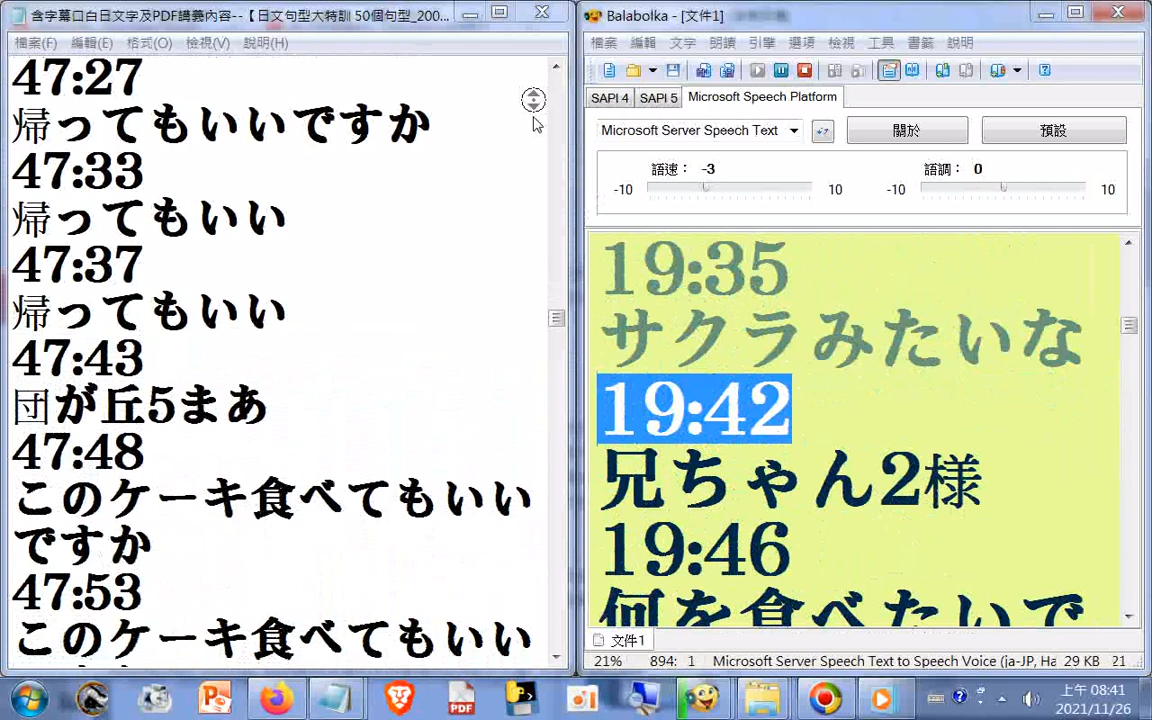 含字幕口白日文字及PDF講義內容--【日文句型大特訓 50個句型_200...
檔案(F) 編輯(E) 格式(O) 檢視(V) 說明(H)
47:27
帰ってもいいですか
47:33
帰ってもいい
47:37
帰ってもいい
47:43
団が丘5まあ
47:48
このケーキ食べてもいい
ですか
47:53
このケーキ食べてもいい
Balabolka - [文件1]
檔案 編輯 文字 朗讀 引擎 選項 檢視 工具 書籤 說明
SAPI 4 SAPI 5 Microsoft Speech Platform
Microsoft Server Speech Text 關於 預設
語速： -3 語調： 0
-10 10 -10 10
19:35
サクラみたいな
19:42
兄ちゃん2様
19:46
何を食べたいで
文件1
21% 894: 1 Microsoft Server Speech Text to Speech Voice (ja-JP, Ha 29 KB 21
PDF
上午 08:41
2021/11/26